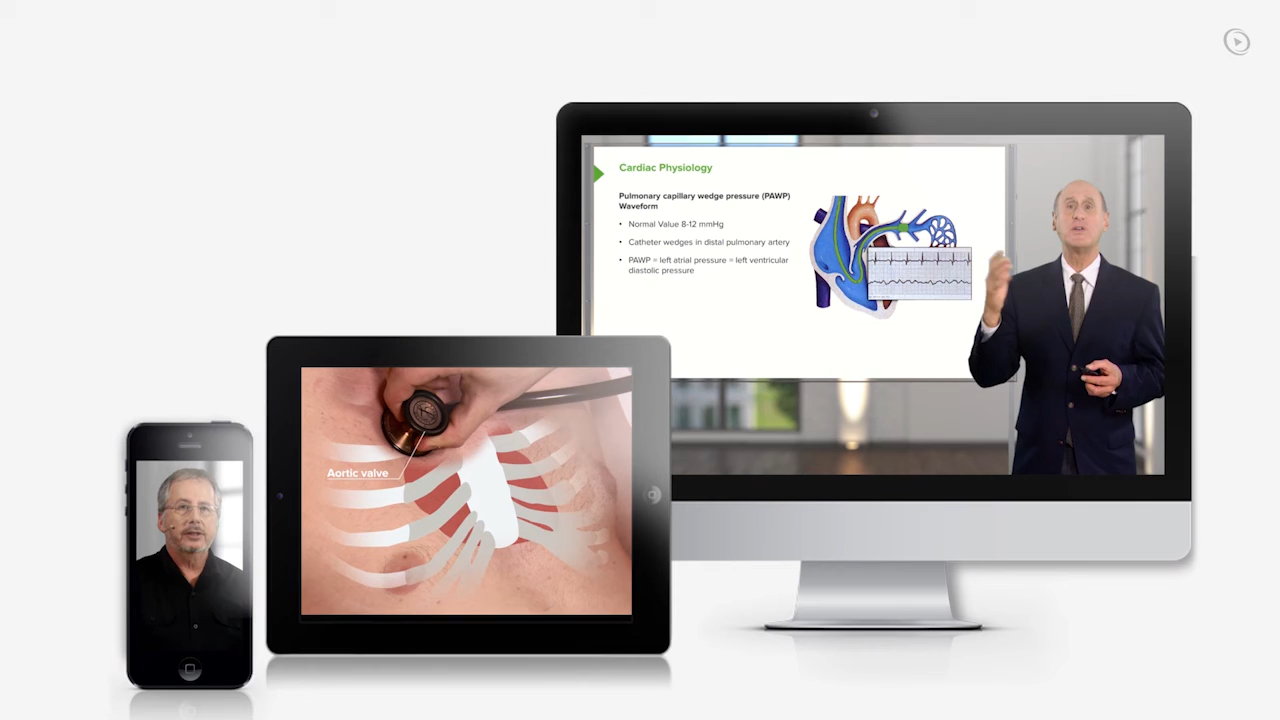 Cardiac Physiology
Pulmonary capillary wedge pressure (PAWP)
Waveform
• Normal Value 8-12 mmHg
• Catheter wedges in distal pulmonary artery
• PAWP = left atrial pressure = left ventricular
diastolic pressure
Aortic valve